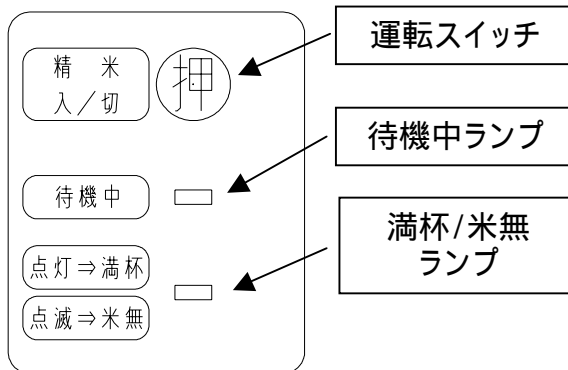 精 米
入/切
押
運転スイッチ
待機中
待機中ランプ
点灯⇒満杯
点滅⇒米無
満杯/米無
ランプ